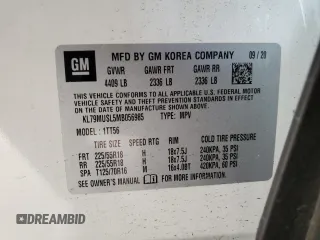 GM
MFD BY GM KOREA COMPANY 09/20
GVWR GAWR FRT GAWR RR
4409 LB 2336 LB 2336 LB
THIS VEHICLE CONFORMS TO ALL APPLICABLE
U.S. FEDERAL MOTOR VEHICLE SAFETY, BUMPER, AND
THEFT PREVENTION STANDARDS IN EFFECT ON THE
DATE OF MANUFACTURE SHOWN ABOVE.
KL79MUSL5MB056985 TYPE: MPV
MODEL: 1TT56
TIRE SIZE SPEED RTG RIM COLD TIRE PRESSURE
FRT 225/55R18 H 18x7.5J 240KPA, 35 PSI
RR 225/55R18 H 18x7.5J 240KPA, 35 PSI
SPA T125/70R16 M 16x4.0BT 420KPA, 60 PSI
SEE OWNER'S MANUAL FOR ADDITIONAL INFORMATION.